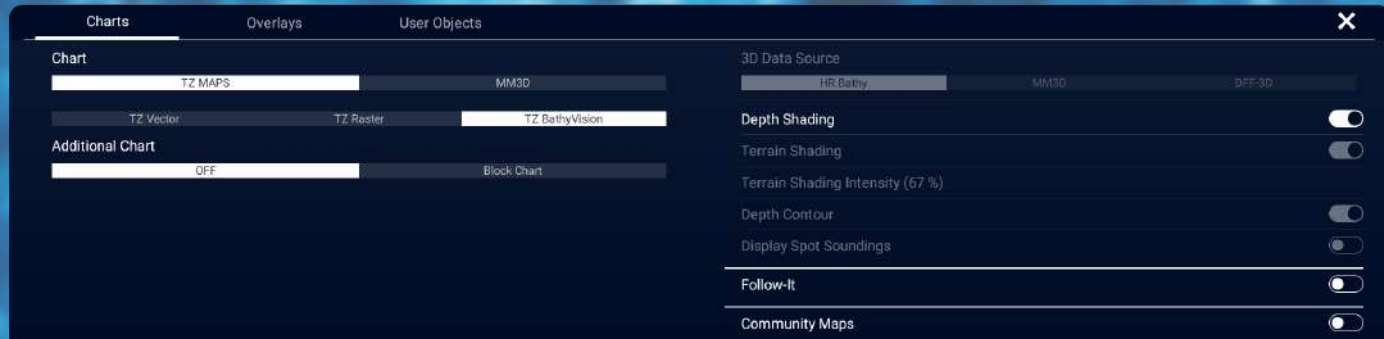 Charts Overlays User Objects
Chart
TZ MAPS MM3D
TZ Vector TZ Raster TZ BathyVision
Additional Chart
OFF Block Chart
3D Data Source
HR Bathy MM3D DFF-3D
Depth Shading
Terrain Shading
Terrain Shading Intensity (67 %)
Depth Contour
Display Spot Soundings
Follow-It
Community Maps